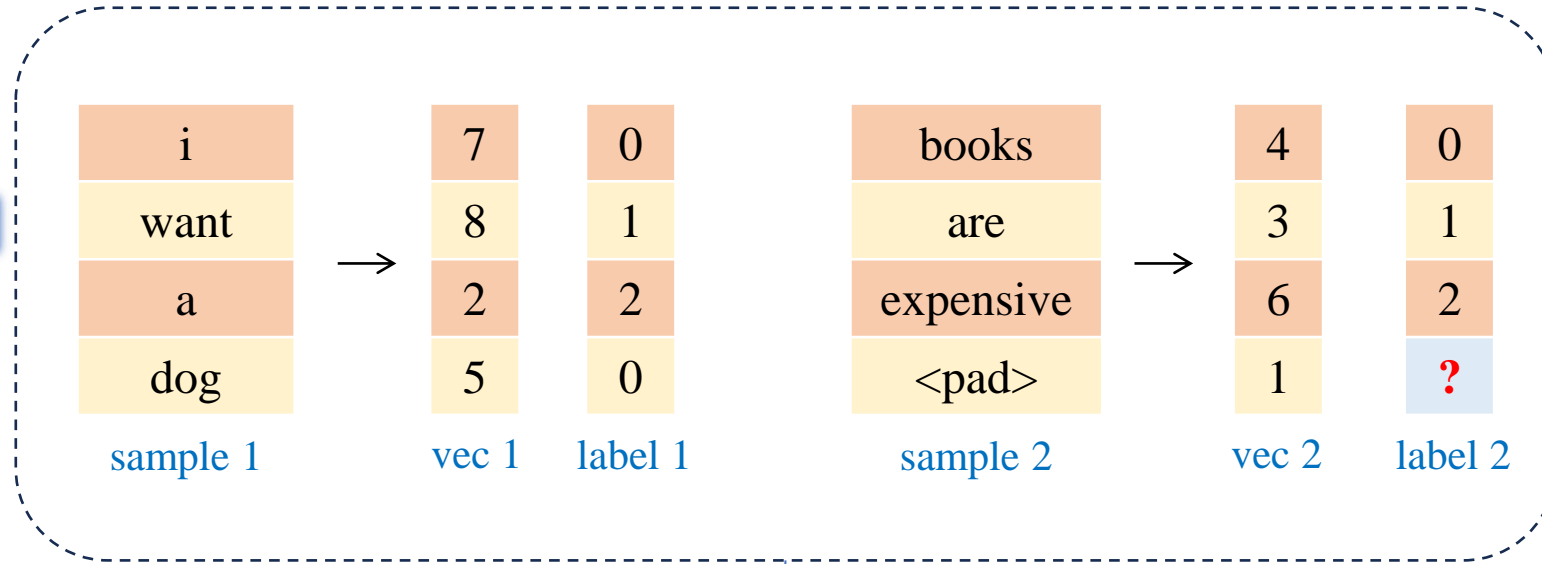 i 7 0 books 4 0
want 8 1 are 3 1
a 2 2 expensive 6 2
dog 5 0 <pad> 1 ?
sample 1 vec 1 label 1 sample 2 vec 2 label 2